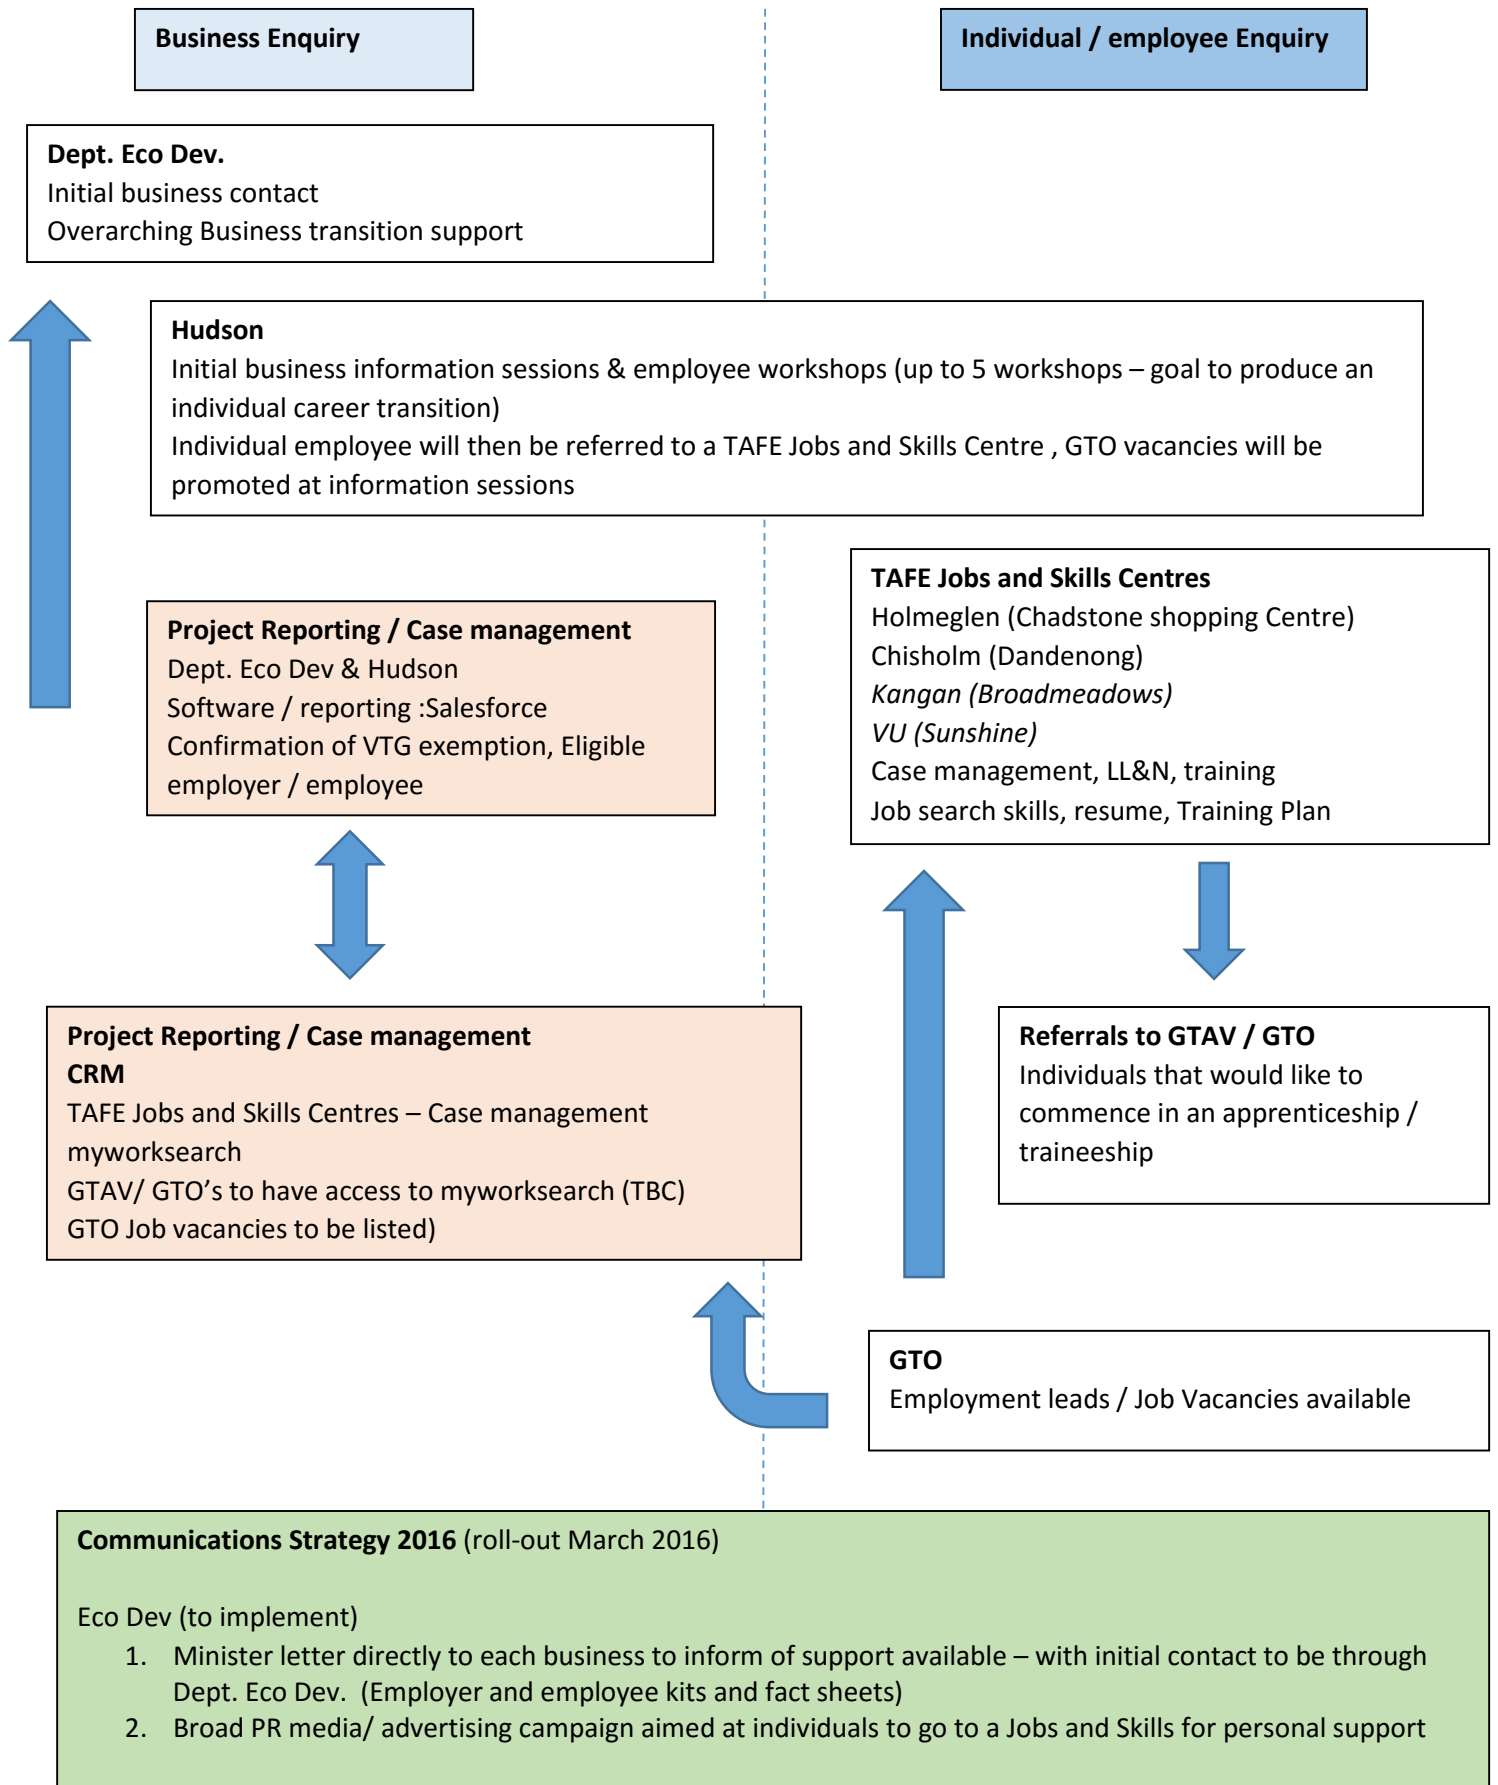 Business Enquiry
Individual / employee Enquiry
Dept. Eco Dev.
Initial business contact
Overarching Business transition support
Hudson
Initial business information sessions & employee workshops (up to 5 workshops – goal to produce an
individual career transition)
Individual employee will then be referred to a TAFE Jobs and Skills Centre , GTO vacancies will be
promoted at information sessions
TAFE Jobs and Skills Centres
Holmeglen (Chadstone shopping Centre)
Chisholm (Dandenong)
Kangan (Broadmeadows)
VU (Sunshine)
Case management, LL&N, training
Job search skills, resume, Training Plan
Project Reporting / Case management
Dept. Eco Dev & Hudson
Software / reporting :Salesforce
Confirmation of VTG exemption, Eligible
employer / employee
Project Reporting / Case management
CRM
TAFE Jobs and Skills Centres – Case management
myworksearch
GTAV/ GTO’s to have access to myworksearch (TBC)
GTO Job vacancies to be listed)
Referrals to GTAV / GTO
Individuals that would like to
commence in an apprenticeship /
traineeship
GTO
Employment leads / Job Vacancies available
Communications Strategy 2016 (roll-out March 2016)
Eco Dev (to implement)
1. Minister letter directly to each business to inform of support available – with initial contact to be through
Dept. Eco Dev. (Employer and employee kits and fact sheets)
2. Broad PR media/ advertising campaign aimed at individuals to go to a Jobs and Skills for personal support